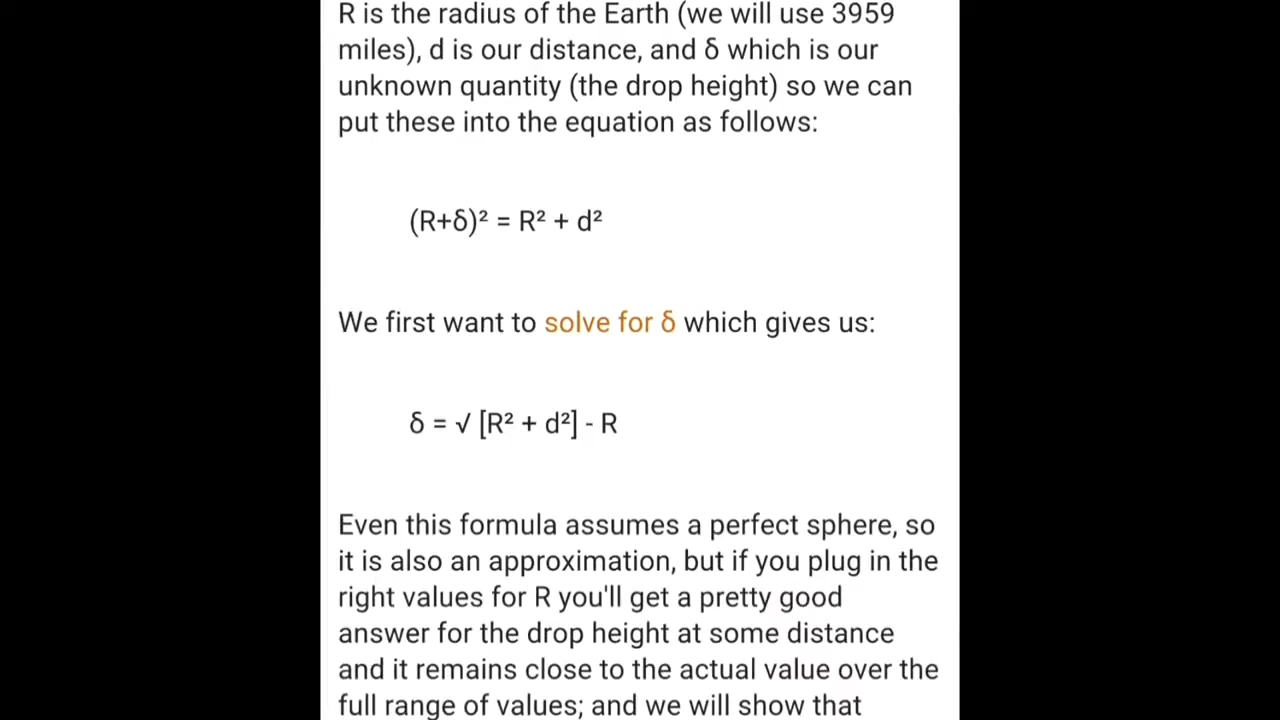 R is the radius of the Earth (we will use 3959
miles), d is our distance, and δ which is our
unknown quantity (the drop height) so we can
put these into the equation as follows:
(R+δ)² = R² + d²
We first want to solve for δ which gives us:
δ = √ [R² + d²] - R
Even this formula assumes a perfect sphere, so
it is also an approximation, but if you plug in the
right values for R you'll get a pretty good
answer for the drop height at some distance
and it remains close to the actual value over the
full range of values; and we will show that